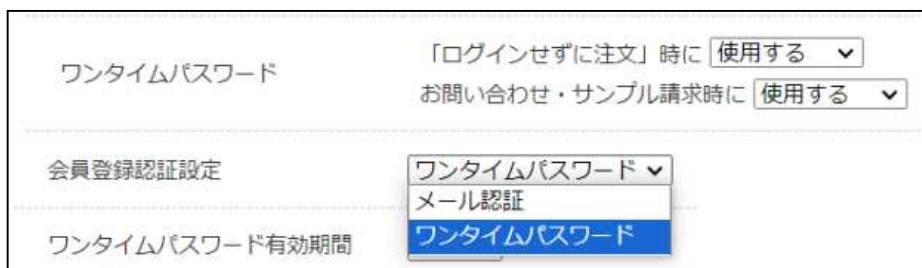 ワンタイムパスワード
「ログインせずに注文」時に 使用する
お問い合わせ・サンプル請求時に 使用する
会員登録認証設定
ワンタイムパスワード
メール認証
ワンタイムパスワード
ワンタイムパスワード有効期間